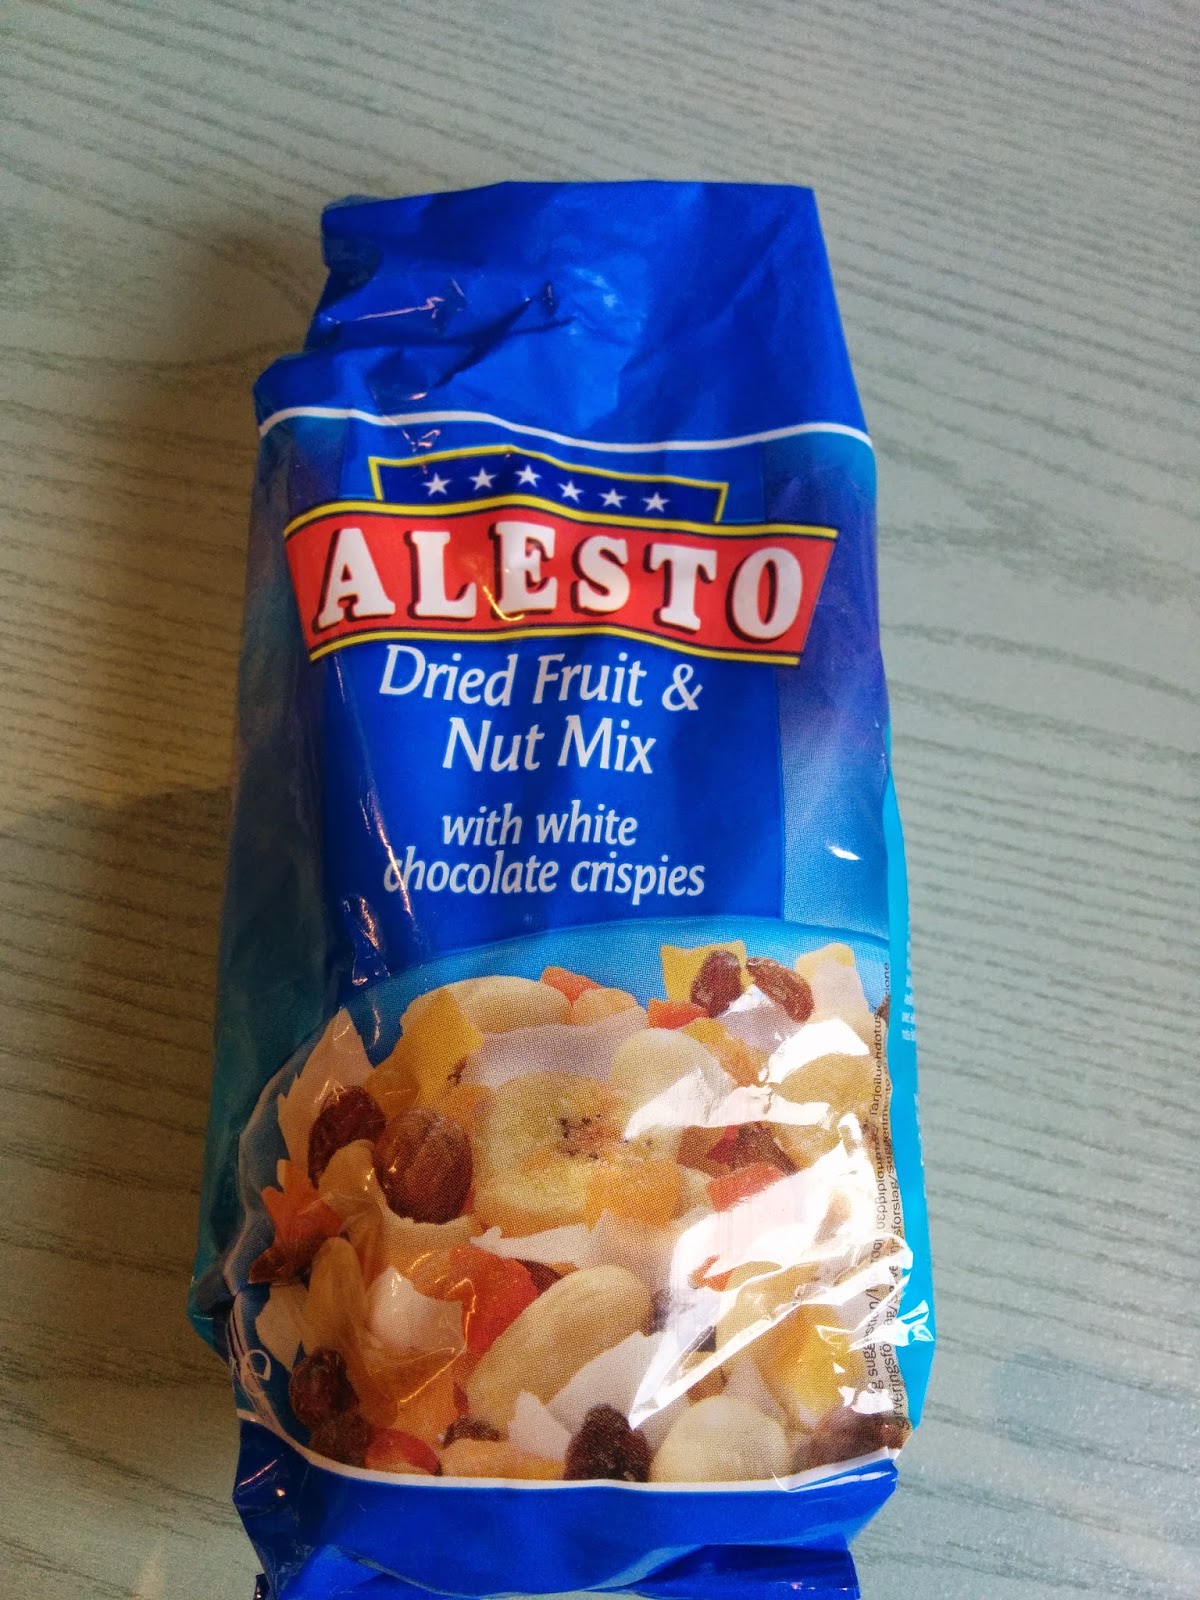 ALESTO
Dried Fruit &
Nut Mix
with white
chocolate crispies